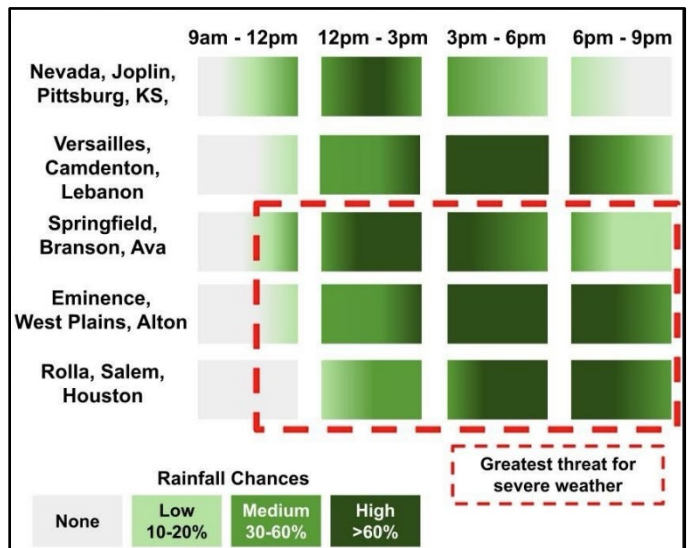 9am - 12pm 12pm - 3pm 3pm - 6pm 6pm - 9pm
Nevada, Joplin,
Pittsburg, KS,
Versailles,
Camdenton,
Lebanon
Springfield,
Branson, Ava
Eminence,
West Plains, Alton
Rolla, Salem,
Houston
Greatest threat for
severe weather
Rainfall Chances
None
Low
10-20%
Medium
30-60%
High
>60%